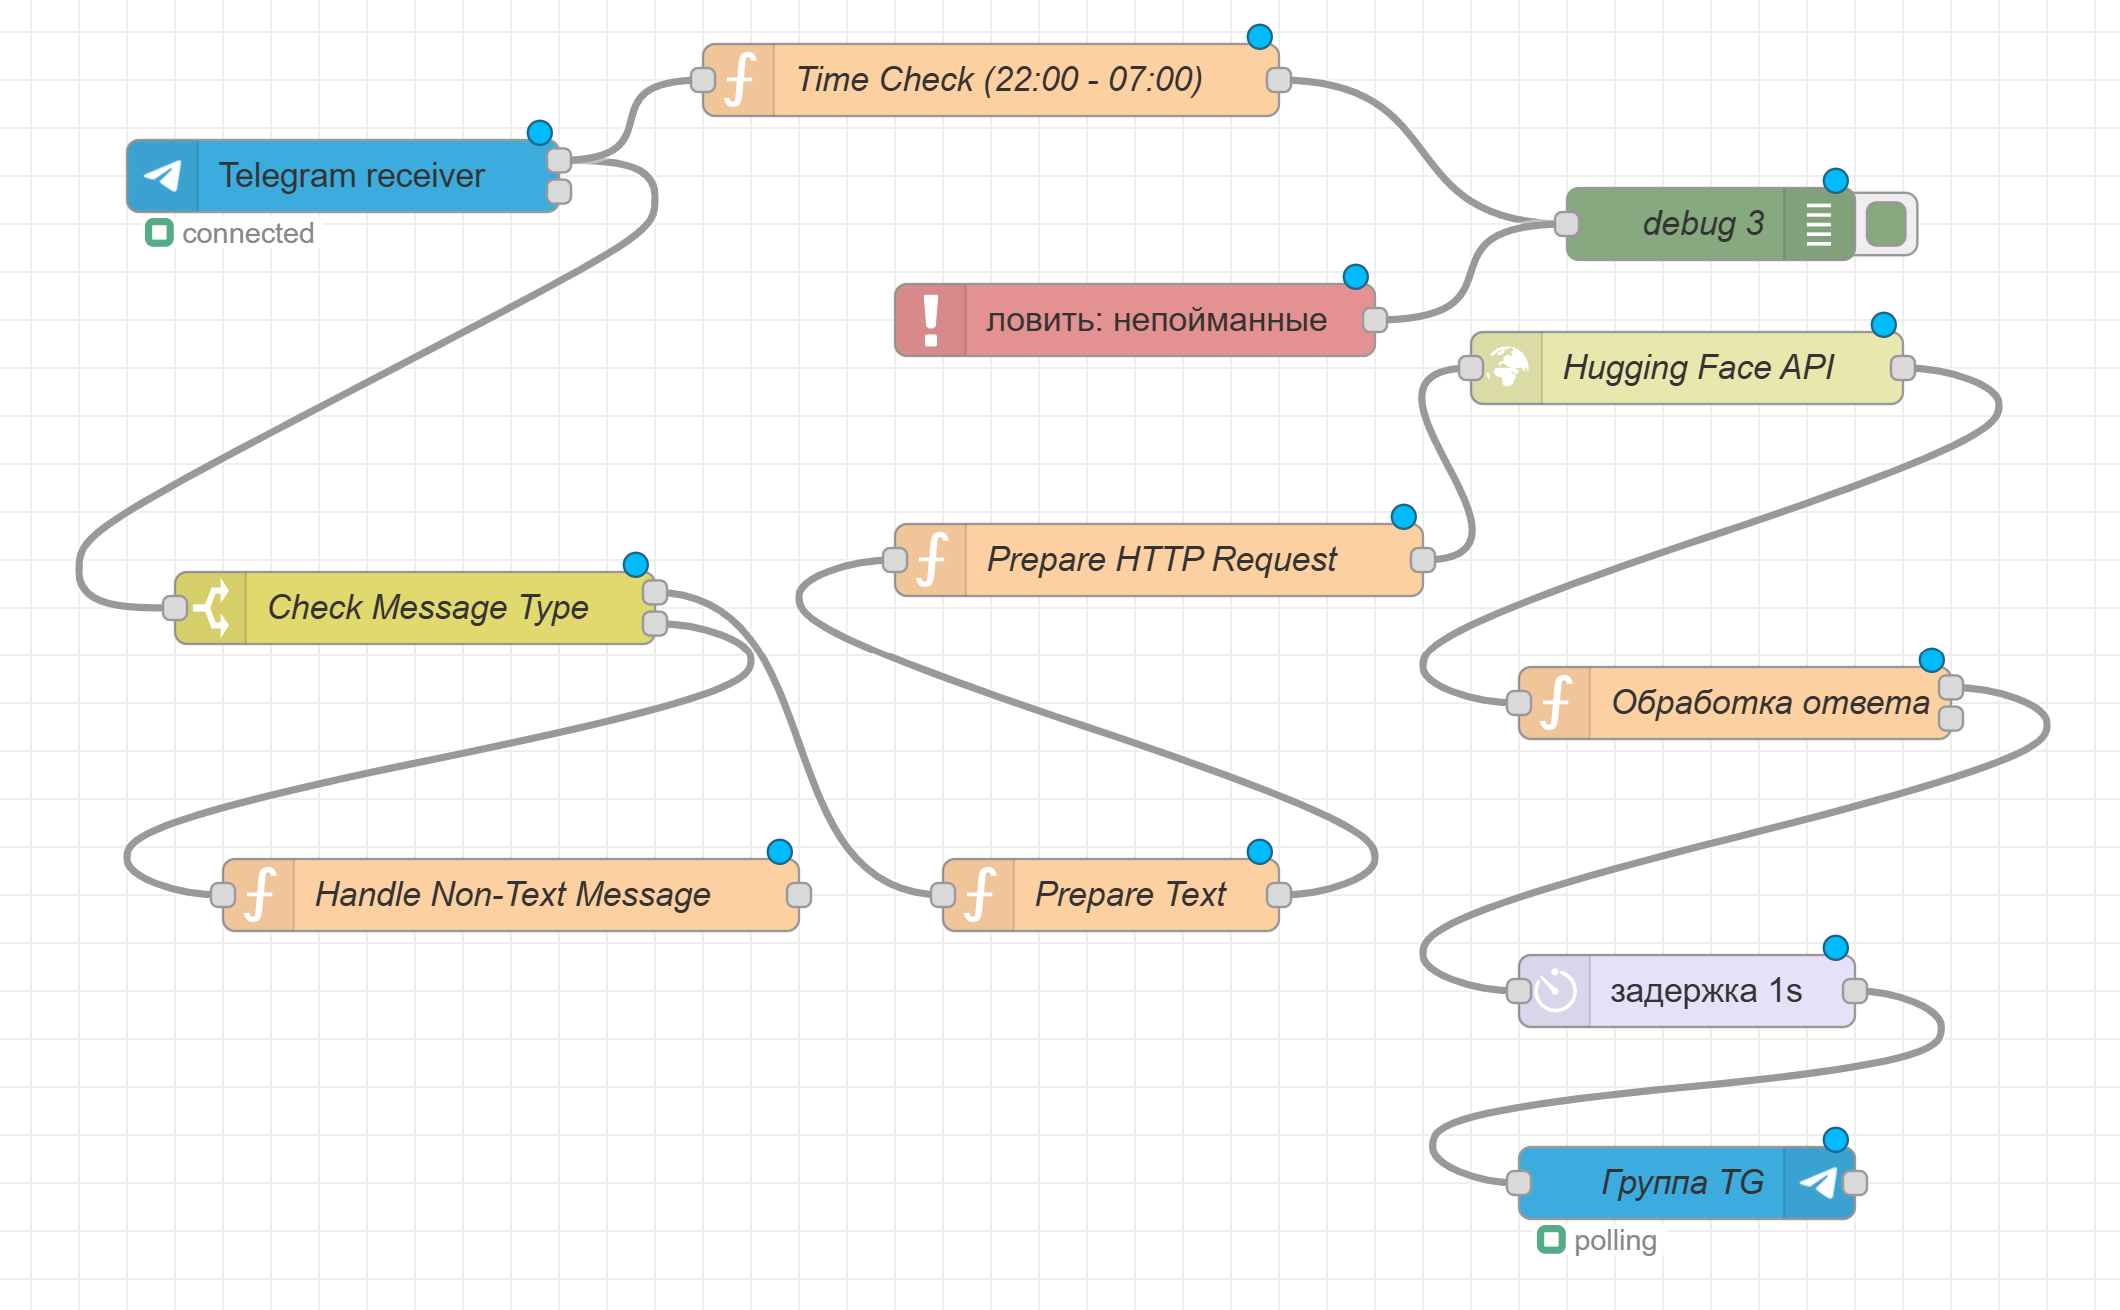 Time Check (22:00 - 07:00)
Telegram receiver
connected
debug 3
ловить: непойманные
Hugging Face API
Prepare HTTP Request
Check Message Type
Обработка ответа
Handle Non-Text Message
Prepare Text
задержка 1s
Группа TG
polling